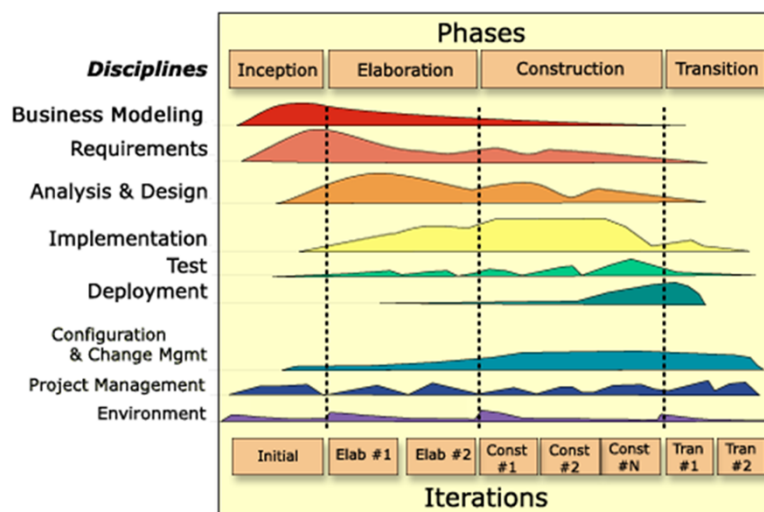 Phases
Disciplines
Inception
Elaboration
Construction
Transition
Business Modeling
Requirements
Analysis & Design
Implementation
Test
Deployment
Configuration
& Change Mgmt
Project Management
Environment
Initial
Elab #1
Elab #2
Const
#1
Const
#2
Const
#N
Tran
#1
Tran
#2
Iterations